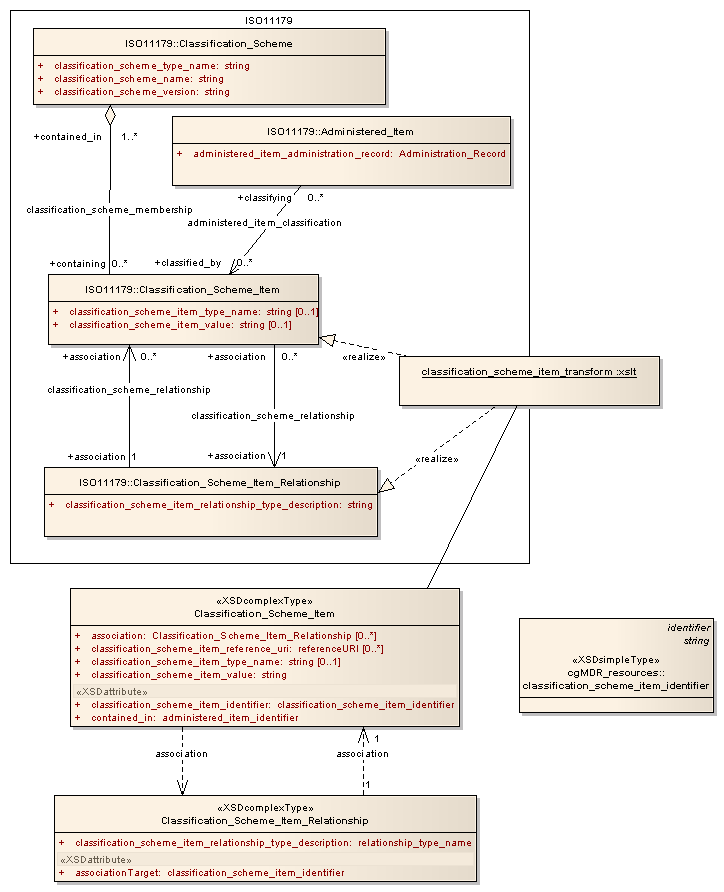 ISO11179
ISO11179::Classification_Scheme
+ classification_scheme_type_name: string
+ classification_scheme_name: string
+ classification_scheme_version: string
+contained_in 1..*
ISO11179::Administered_Item
+ administered_item_administration_record: Administration_Record
+classifying 0..*
classification_scheme_membership
administered_item_classification
+containing 0..*
+classified_by 0..*
ISO11179::Classification_Scheme_Item
+ classification_scheme_item_type_name: string [0..1]
+ classification_scheme_item_value: string [0..1]
+association 0..*
+association 0..*
«realize»
classification_scheme_item_transform :xslt
classification_scheme_relationship
classification_scheme_relationship
+association 1
+association 1
«realize»
ISO11179::Classification_Scheme_Item_Relationship
+ classification_scheme_item_relationship_type_description: string
«XSDcomplexType»
Classification_Scheme_Item
+ association: Classification_Scheme_Item_Relationship [0..*]
+ classification_scheme_item_reference_uri: referenceURI [0..*]
+ classification_scheme_item_type_name: string [0..1]
+ classification_scheme_item_value: string
«XSDattribute»
+ classification_scheme_item_identifier: classification_scheme_item_identifier
+ contained_in: administered_item_identifier
identifier
string
«XSDsimpleType»
cgMDR_resources::
classification_scheme_item_identifier
1
association
association
1
«XSDcomplexType»
Classification_Scheme_Item_Relationship
+ classification_scheme_item_relationship_type_description: relationship_type_name
«XSDattribute»
+ associationTarget: classification_scheme_item_identifier